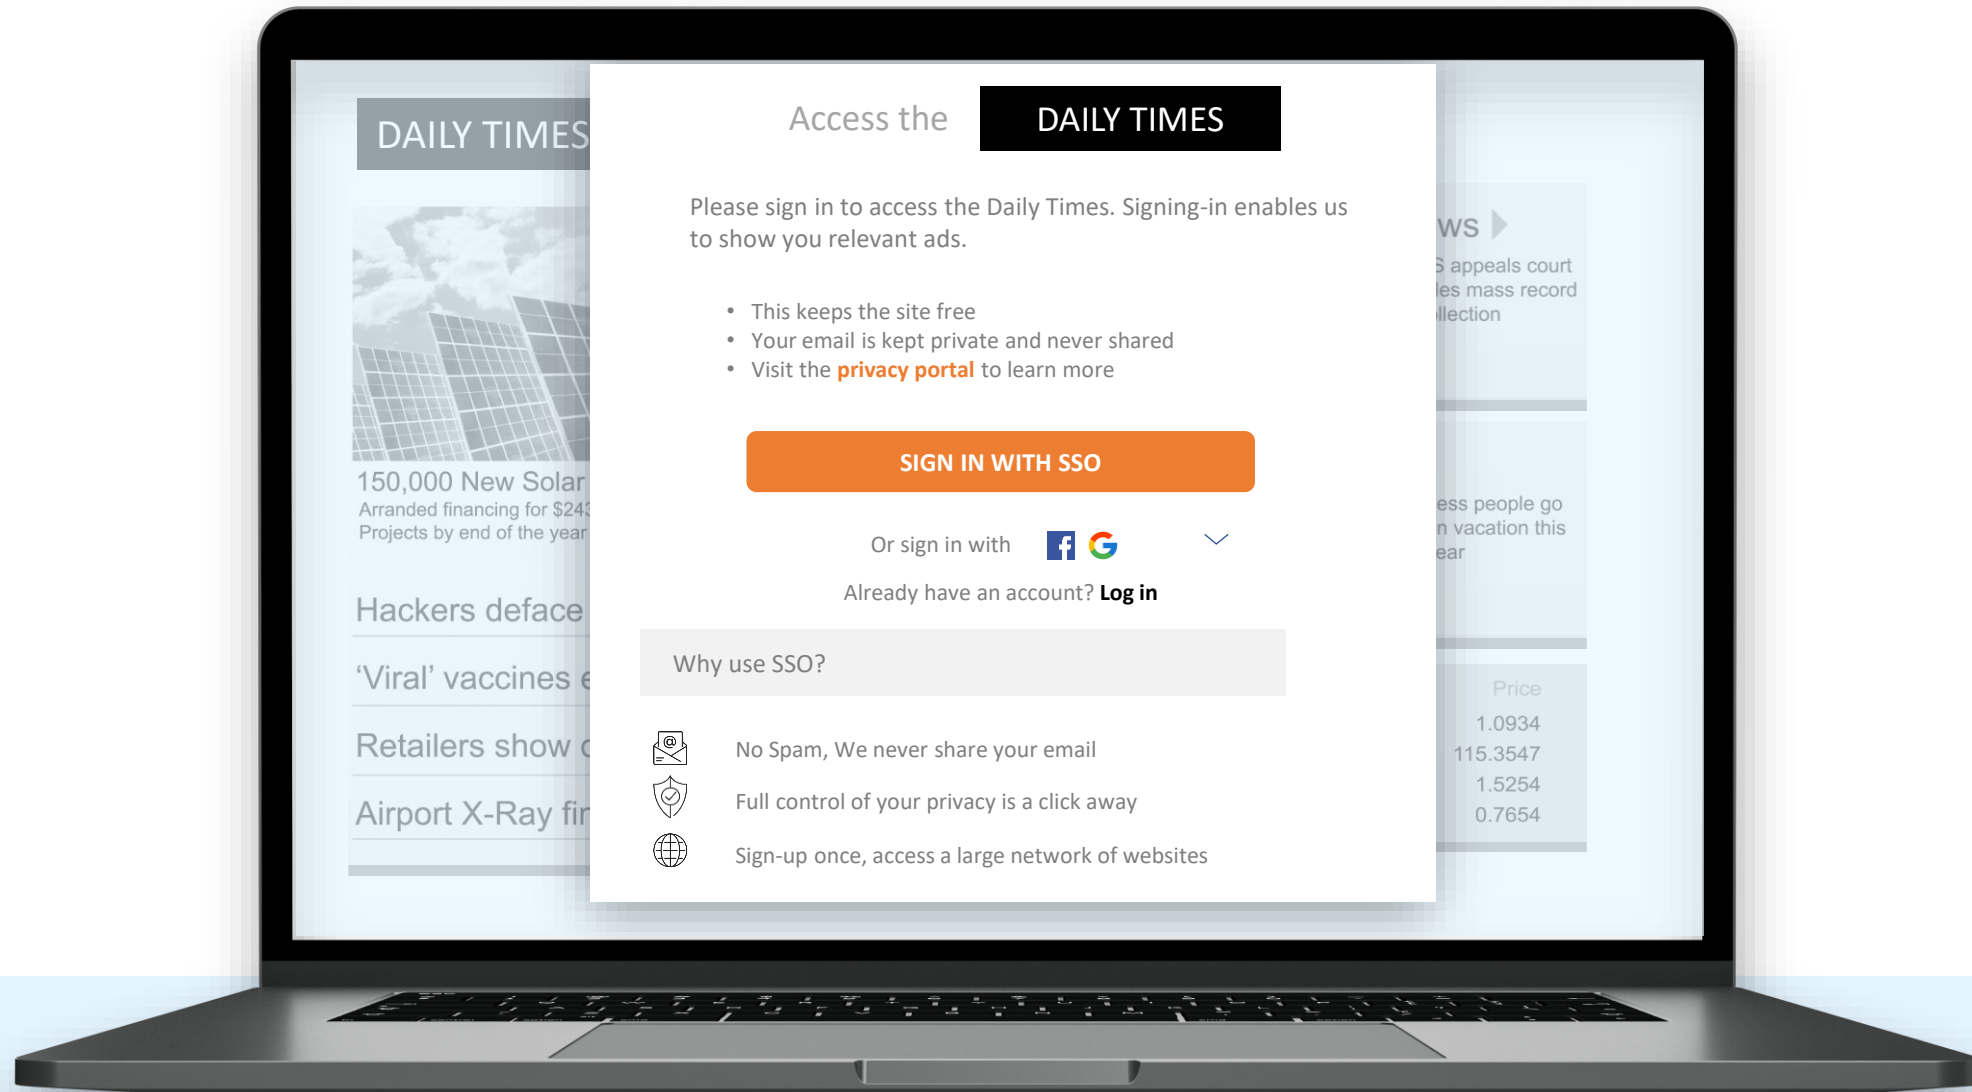 DAILY TIMES
150,000 New Solar
Arranded financing for $243
Projects by end of the year
Hackers deface
‘Viral’ vaccines
Retailers show
Airport X-Ray
Access the DAILY TIMES
Please sign in to access the Daily Times. Signing-in enables us
to show you relevant ads.
• This keeps the site free
• Your email is kept private and never shared
• Visit the privacy portal to learn more
SIGN IN WITH SSO
Or sign in with
Already have an account? Log in
Why use SSO?
No Spam, We never share your email
Full control of your privacy is a click away
Sign-up once, access a large network of websites
appeals court
mass record
people go
vacation this
Price
1.0934
115.3547
1.5254
0.7654